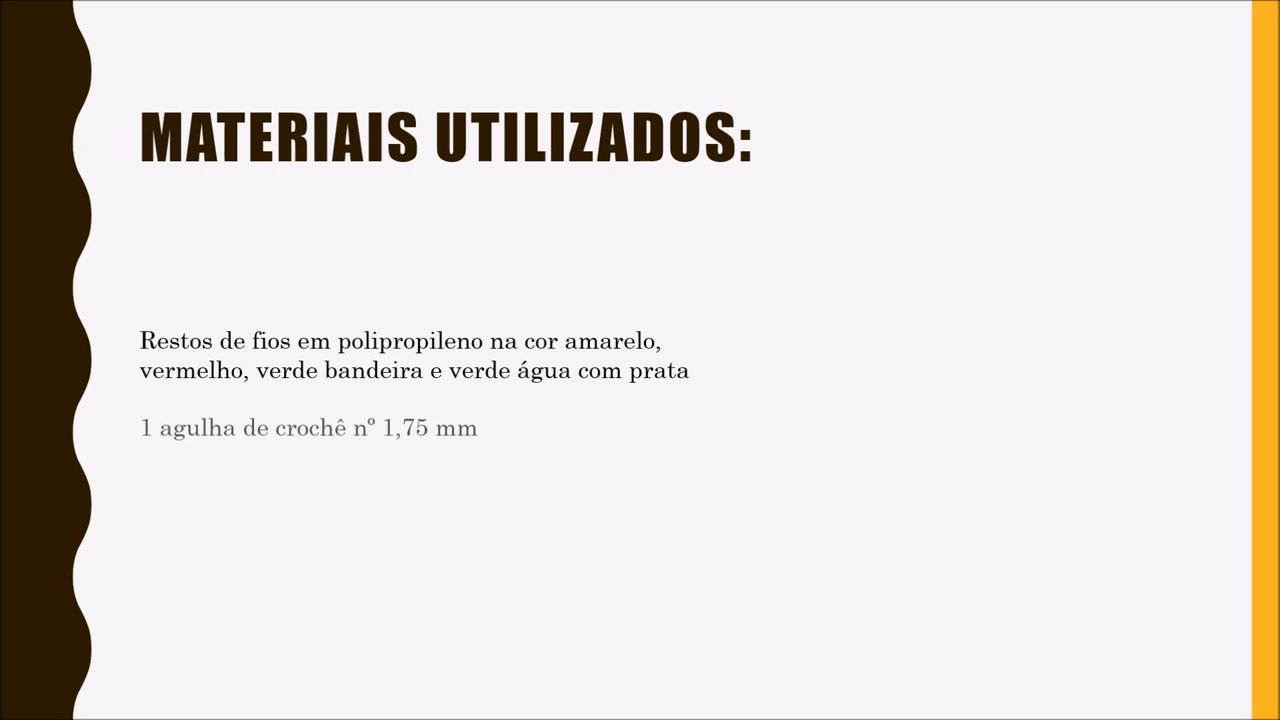 MATERIAIS UTILIZADOS:
Restos de fios em polipropileno na cor amarelo,
vermelho, verde bandeira e verde água com prata
1 agulha de crochê nº 1,75 mm